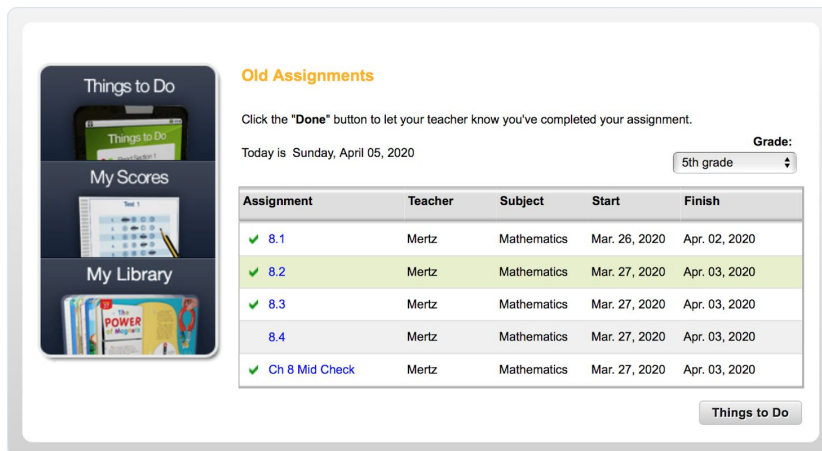 Things to Do
Things to Do
My Scores
Test 1
My Library
The
POWER
of Magnets
Old Assignments
Click the "Done" button to let your teacher know you've completed your assignment.
Today is Sunday, April 05, 2020
Grade:
5th grade
Assignment Teacher Subject Start Finish
8.1 Mertz Mathematics Mar. 26, 2020 Apr. 02, 2020
8.2 Mertz Mathematics Mar. 27, 2020 Apr. 03, 2020
8.3 Mertz Mathematics Mar. 27, 2020 Apr. 03, 2020
8.4 Mertz Mathematics Mar. 27, 2020 Apr. 03, 2020
Ch 8 Mid Check Mertz Mathematics Mar. 27, 2020 Apr. 03, 2020
Things to Do